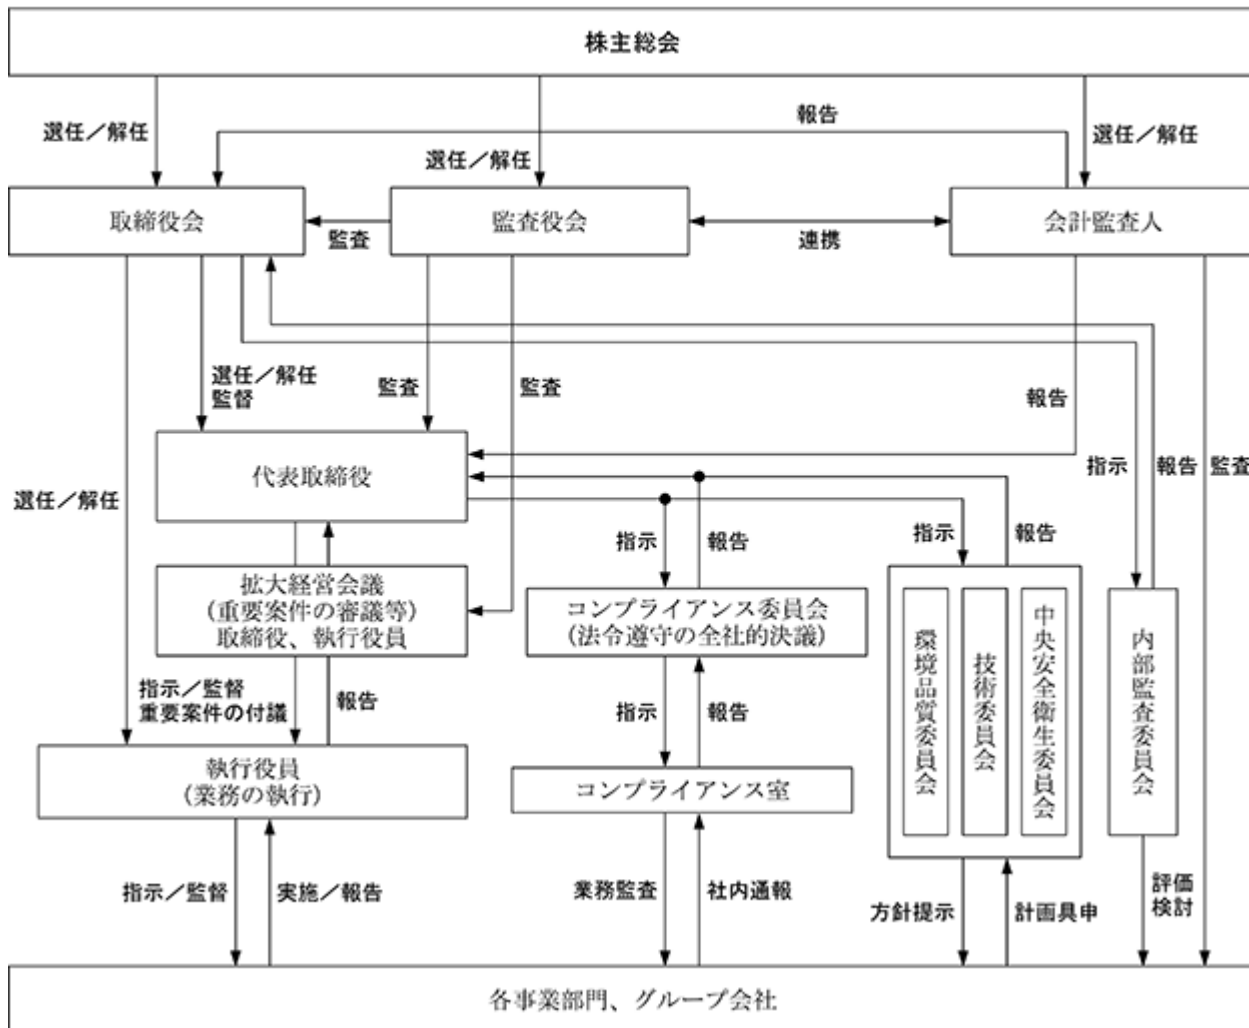 株主総会
選任／解任
選任／解任
報告
選任／解任
取締役会
監査
監査役会
連携
会計監査人
選任／解任
監督
監査
監査
報告
代表取締役
選任／解任
指示
報告
指示
報告
指示
報告
監査
拡大経営会議
（重要案件の審議等）
取締役、執行役員
コンプライアンス委員会
（法令遵守の全社的決議）
環境品質委員会
技術委員会
中央安全衛生委員会
内部監査委員会
指示／監督
重要案件の付議
報告
指示
報告
執行役員
（業務の執行）
コンプライアンス室
指示／監督
実施／報告
業務監査
社内通報
方針提示
計画具申
評価
検討
各事業部門、グループ会社